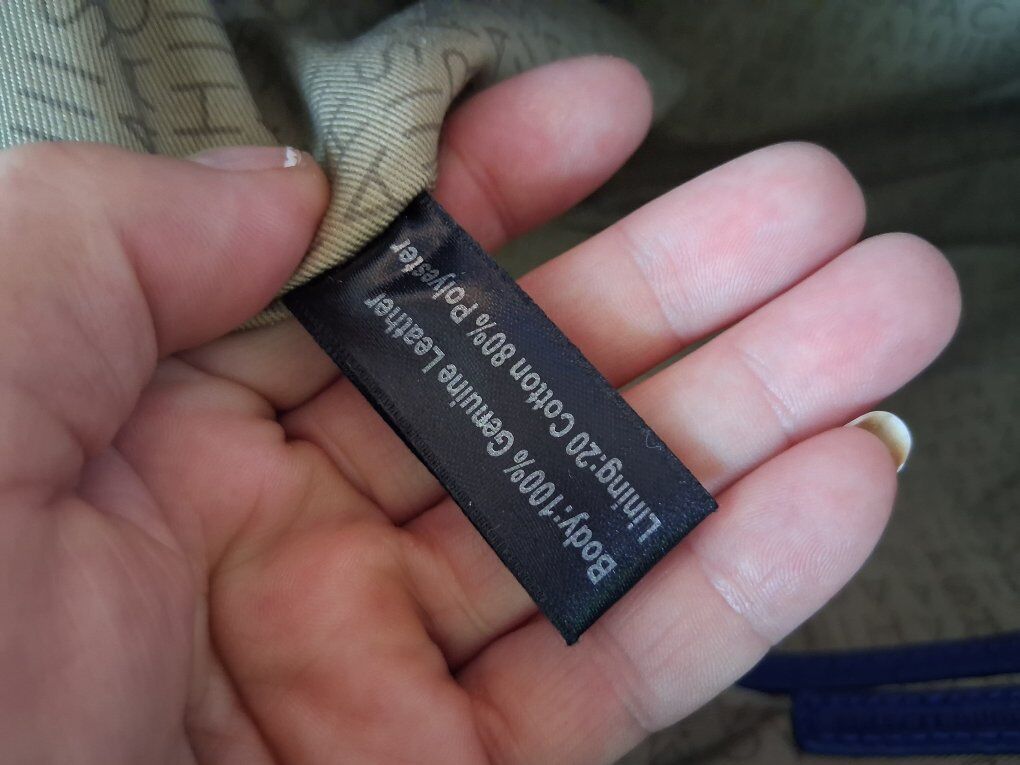 Body:100% Genuine Leather
Lining:20 Cotton 80% Polyester